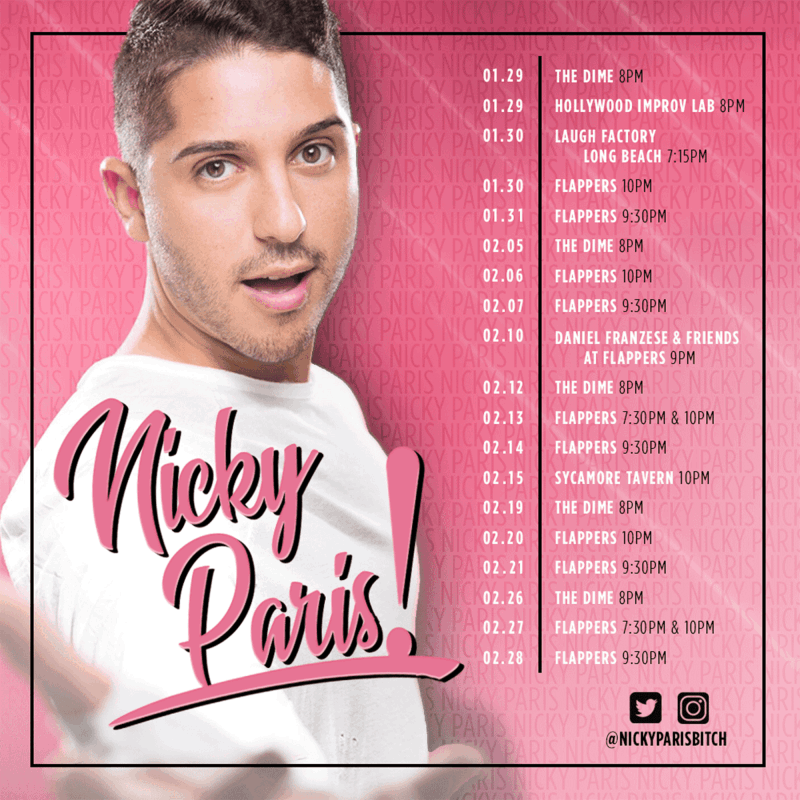 01.29 THE DIME 8PM
01.29 HOLLYWOOD IMPROV LAB 8PM
01.30 LAUGH FACTORY
LONG BEACH 7:15PM
01.30 FLAPPERS 10PM
01.31 FLAPPERS 9:30PM
02.05 THE DIME 8PM
02.06 FLAPPERS 10PM
02.07 FLAPPERS 9:30PM
02.10 DANIEL FRANZESE & FRIENDS
AT FLAPPERS 9PM
02.12 THE DIME 8PM
02.13 FLAPPERS 7:30PM & 10PM
02.14 FLAPPERS 9:30PM
02.15 SYCAMORE TAVERN 10PM
02.19 THE DIME 8PM
02.20 FLAPPERS 10PM
02.21 FLAPPERS 9:30PM
02.26 THE DIME 8PM
02.27 FLAPPERS 7:30PM & 10PM
02.28 FLAPPERS 9:30PM
Nicky
Paris!
@NICKYPARISBITCH